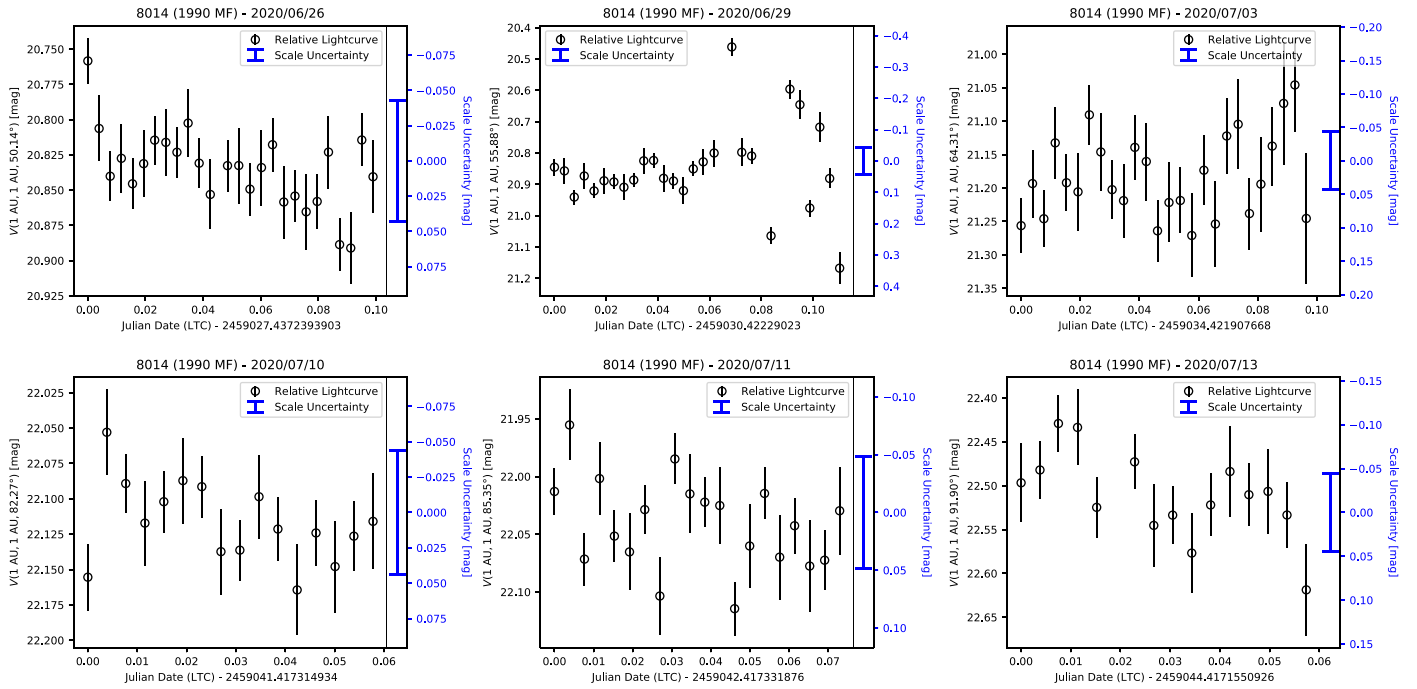 8014 (1990 MF) - 2020/06/26
Relative Lightcurve
Scale Uncertainty
V(1 AU, 1 AU, 50.14°) [mag]
20.750
20.775
20.800
20.825
20.850
20.875
20.900
20.925
−0.075
−0.050
−0.025
0.000
0.025
0.050
0.075
Scale Uncertainty [mag]
0.00 0.02 0.04 0.06 0.08 0.10
Julian Date (LTC) - 2459027.4372393903
8014 (1990 MF) - 2020/06/29
Relative Lightcurve
Scale Uncertainty
V(1 AU, 1 AU, 55.88°) [mag]
20.4
20.5
20.6
20.7
20.8
20.9
21.0
21.1
21.2
−0.4
−0.3
−0.2
−0.1
0.0
0.1
0.2
0.3
0.4
Scale Uncertainty [mag]
0.00 0.02 0.04 0.06 0.08 0.10
Julian Date (LTC) - 2459030.42229023
8014 (1990 MF) - 2020/07/03
Relative Lightcurve
Scale Uncertainty
V(1 AU, 1 AU, 64.31°) [mag]
21.00
21.05
21.10
21.15
21.20
21.25
21.30
21.35
−0.20
−0.15
−0.10
−0.05
0.00
0.05
0.10
0.15
0.20
Scale Uncertainty [mag]
0.00 0.02 0.04 0.06 0.08 0.10
Julian Date (LTC) - 2459034.421907668
8014 (1990 MF) - 2020/07/10
Relative Lightcurve
Scale Uncertainty
V(1 AU, 1 AU, 82.27°) [mag]
22.025
22.050
22.075
22.100
22.125
22.150
22.175
22.200
−0.075
−0.050
−0.025
0.000
0.025
0.050
0.075
Scale Uncertainty [mag]
0.00 0.01 0.02 0.03 0.04 0.05 0.06
Julian Date (LTC) - 2459041.417314934
8014 (1990 MF) - 2020/07/11
Relative Lightcurve
Scale Uncertainty
V(1 AU, 1 AU, 85.35°) [mag]
21.95
22.00
22.05
22.10
−0.10
−0.05
0.00
0.05
0.10
Scale Uncertainty [mag]
0.00 0.01 0.02 0.03 0.04 0.05 0.06 0.07
Julian Date (LTC) - 2459042.417331876
8014 (1990 MF) - 2020/07/13
Relative Lightcurve
Scale Uncertainty
V(1 AU, 1 AU, 91.90°) [mag]
22.40
22.45
22.50
22.55
22.60
22.65
−0.15
−0.10
−0.05
0.00
0.05
0.10
0.15
Scale Uncertainty [mag]
0.00 0.01 0.02 0.03 0.04 0.05 0.06
Julian Date (LTC) - 2459044.4171550926